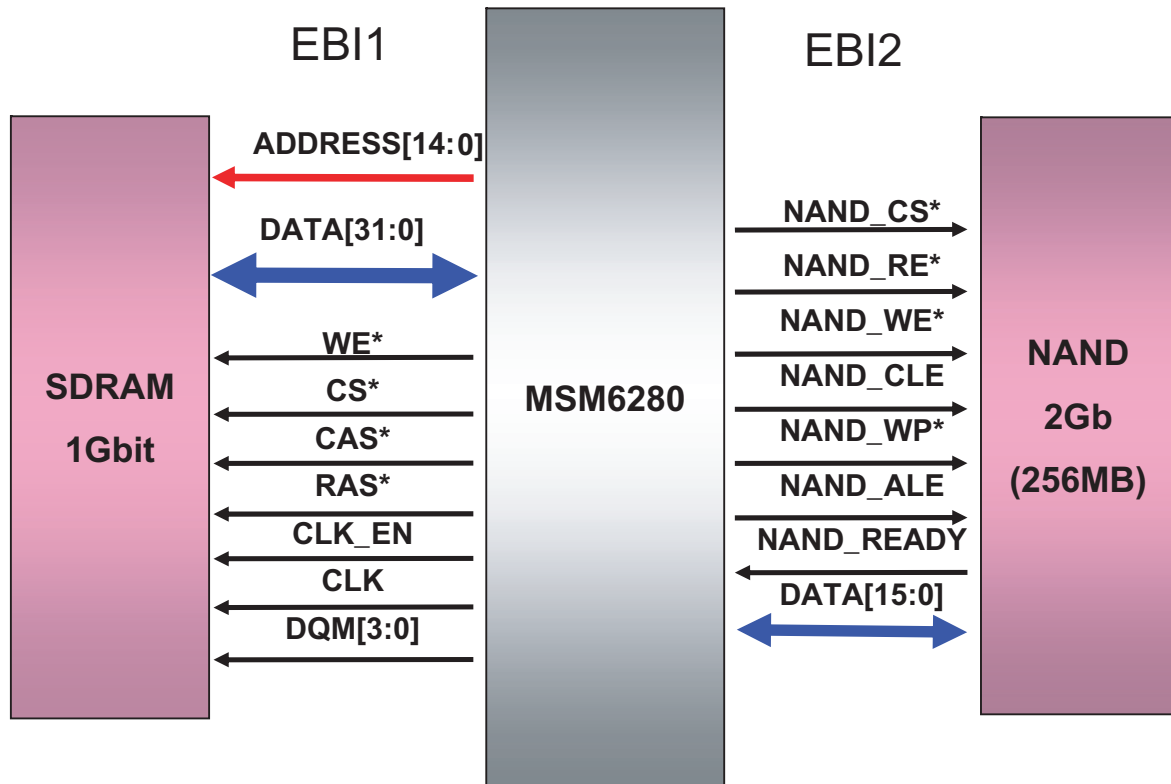 EBI1
EBI2
ADDRESS[14:0]
DATA[31:0]
WE*
CS*
CAS*
RAS*
CLK_EN
CLK
DQM[3:0]
SDRAM
1Gbit
MSM6280
NAND_CS*
NAND_RE*
NAND_WE*
NAND_CLE
NAND_WP*
NAND_ALE
NAND_READY
DATA[15:0]
NAND
2Gb
(256MB)